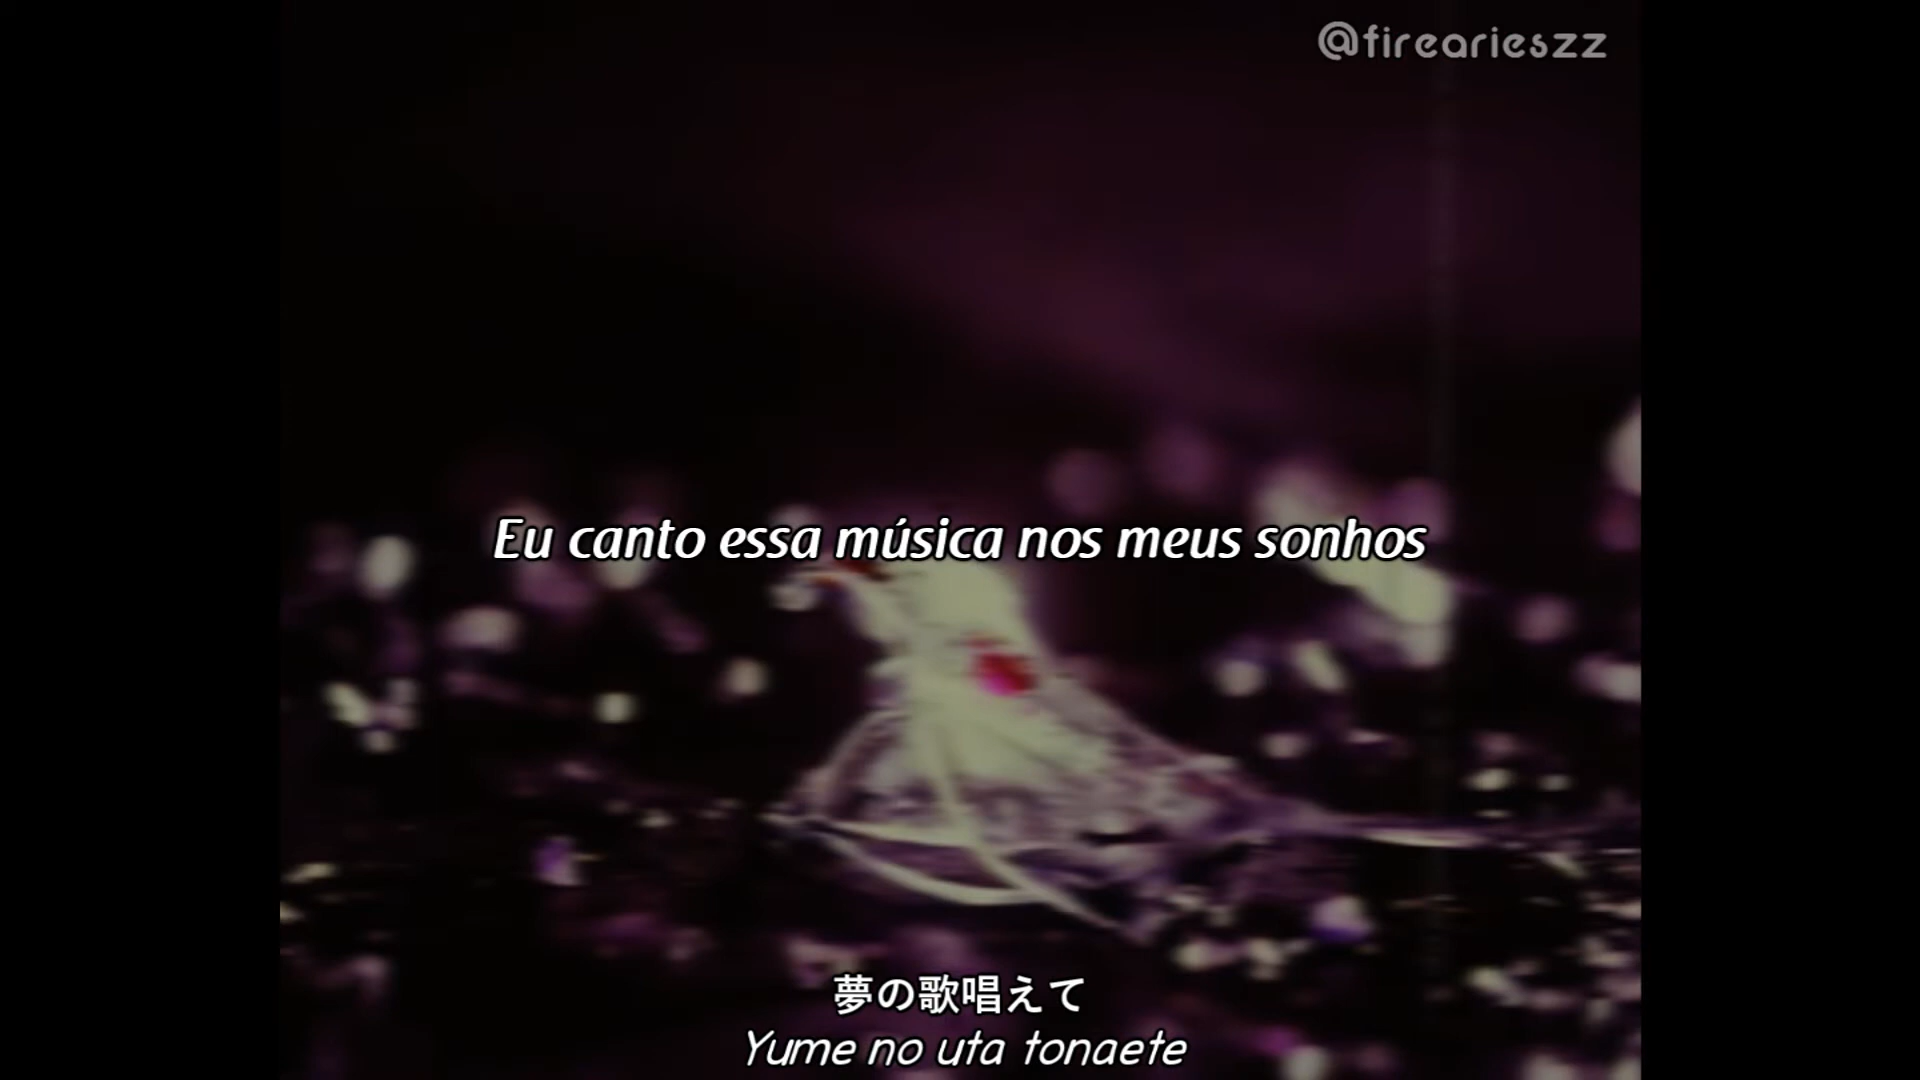 @firearieszz
Eu canto essa música nos meus sonhos
夢の歌唱えて
Yume no uta tonaete